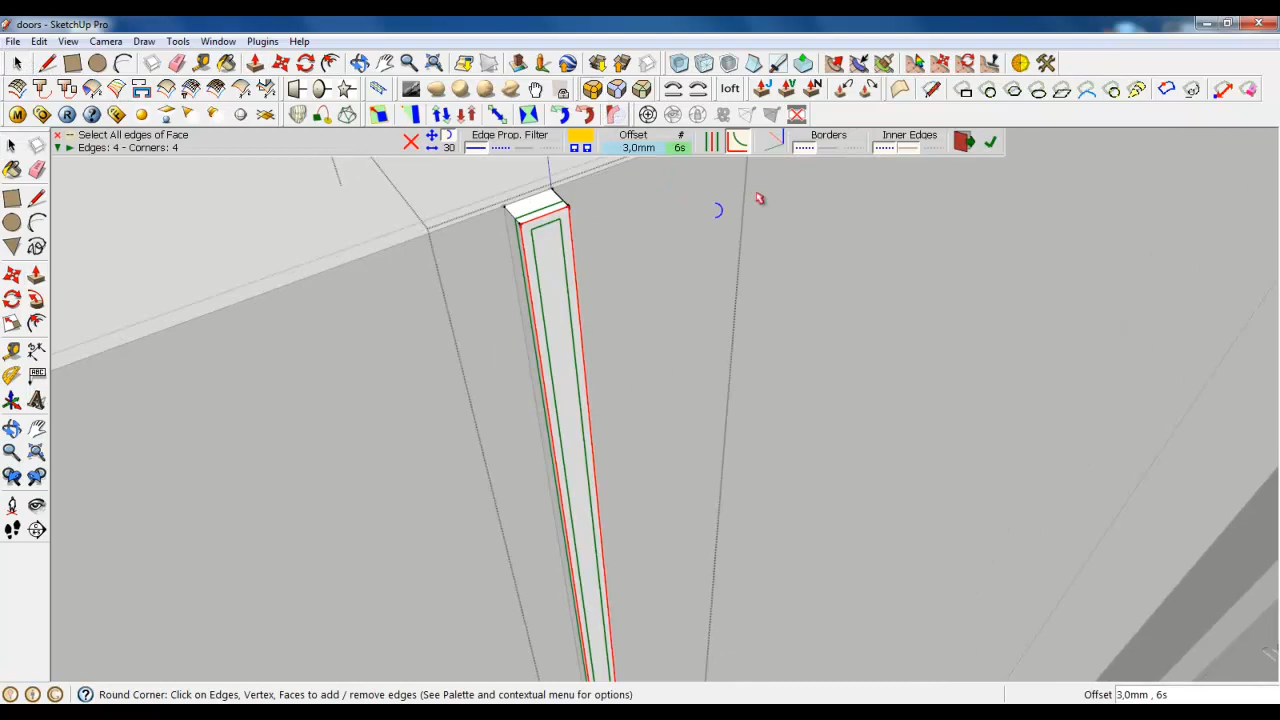 doors - SketchUp Pro
File Edit View Camera Draw Tools Window Plugins Help
loft
M O R ?
Select All edges of Face
Edges: 4 - Corners: 4
30
Edge Prop. Filter
Offset #
3,0mm 6s
Borders
Inner Edges
ABC
Round Corner: Click on Edges, Vertex, Faces to add / remove edges (See Palette and contextual menu for options)
Offset 3,0mm , 6s